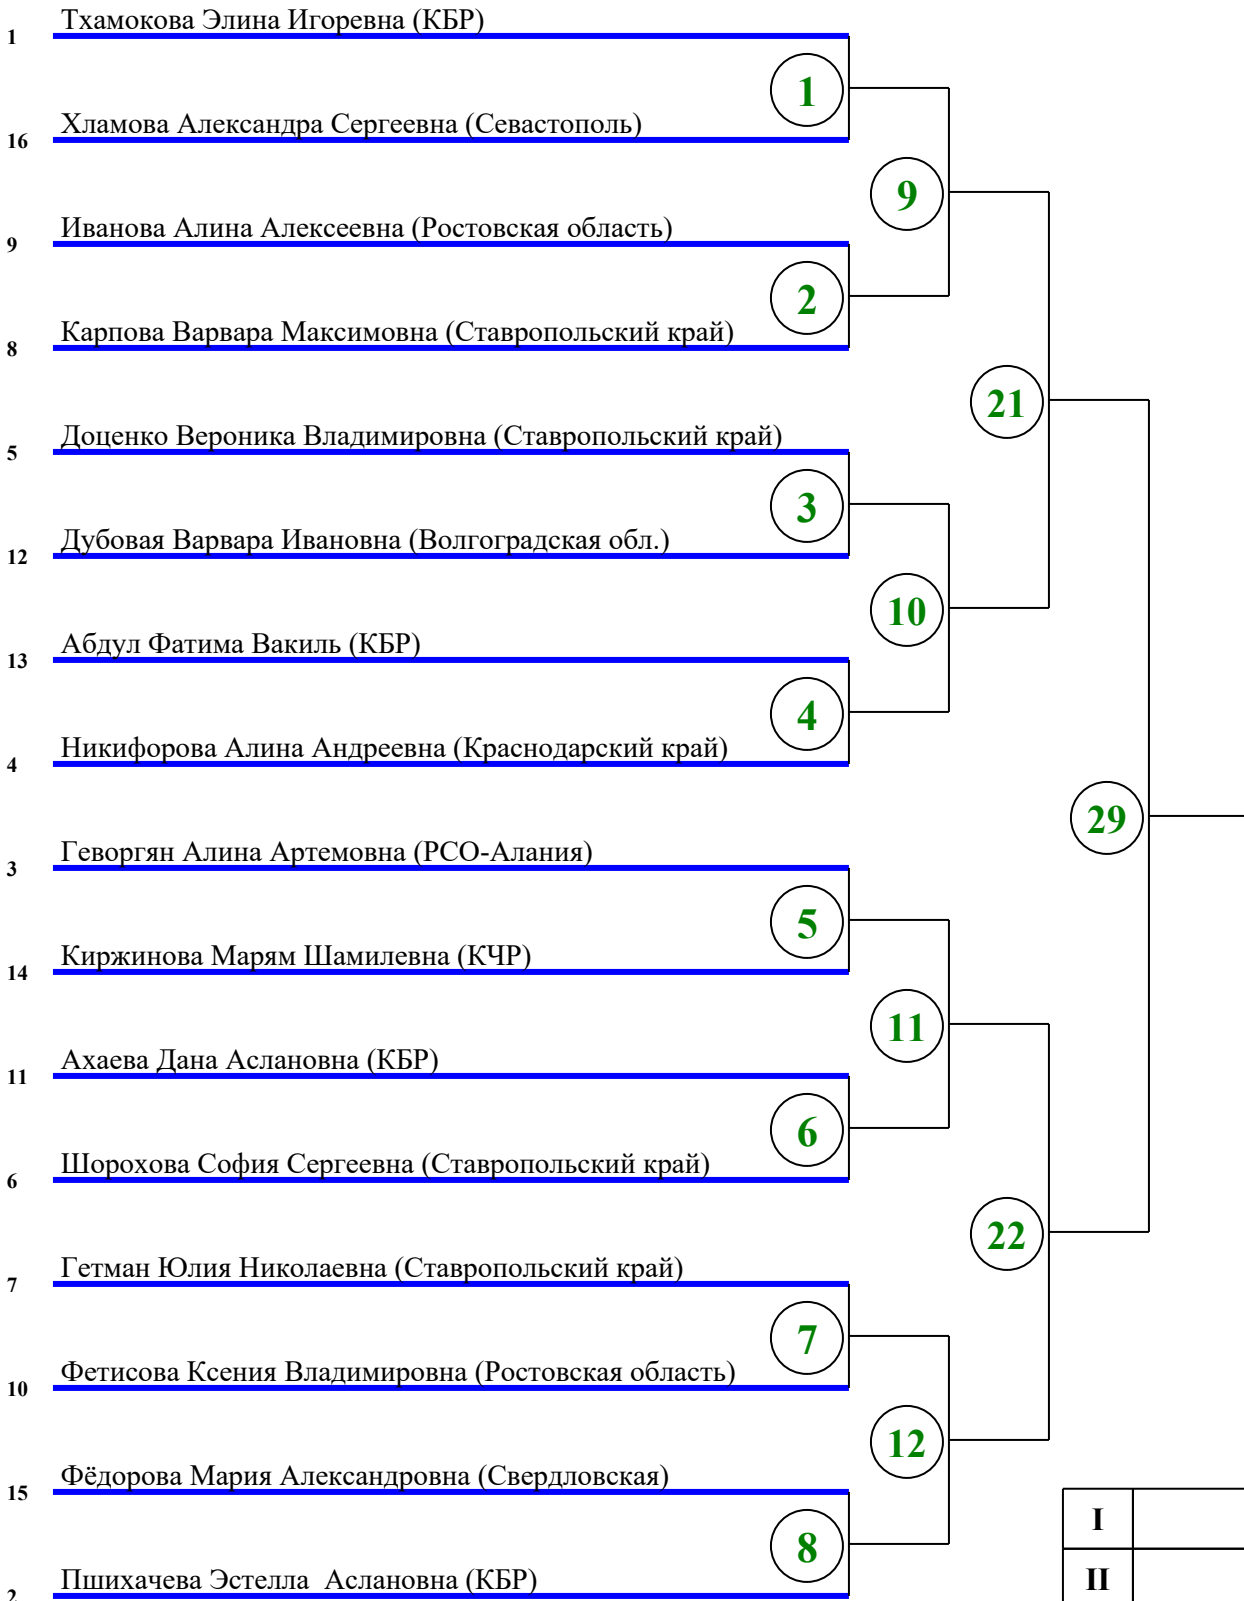 1 Тхамокова Элина Игоревна (КБР)
1
16 Хламова Александра Сергеевна (Севастополь)
9
9 Иванова Алина Алексеевна (Ростовская область)
2
8 Карпова Варвара Максимовна (Ставропольский край)
21
5 Доценко Вероника Владимировна (Ставропольский край)
3
12 Дубовая Варвара Ивановна (Волгоградская обл.)
10
13 Абдул Фатима Вакиль (КБР)
4
4 Никифорова Алина Андреевна (Краснодарский край)
29
3 Геворгян Алина Артемовна (РСО-Алания)
5
14 Киржинова Марям Шамилевна (КЧР)
11
11 Ахаева Дана Аслановна (КБР)
6
6 Шорохова София Сергеевна (Ставропольский край)
22
7 Гетман Юлия Николаевна (Ставропольский край)
7
10 Фетисова Ксения Владимировна (Ростовская область)
12
15 Фёдорова Мария Александровна (Свердловская)
I
8
2 Пшихачева Эстелла Аслановна (КБР)
II